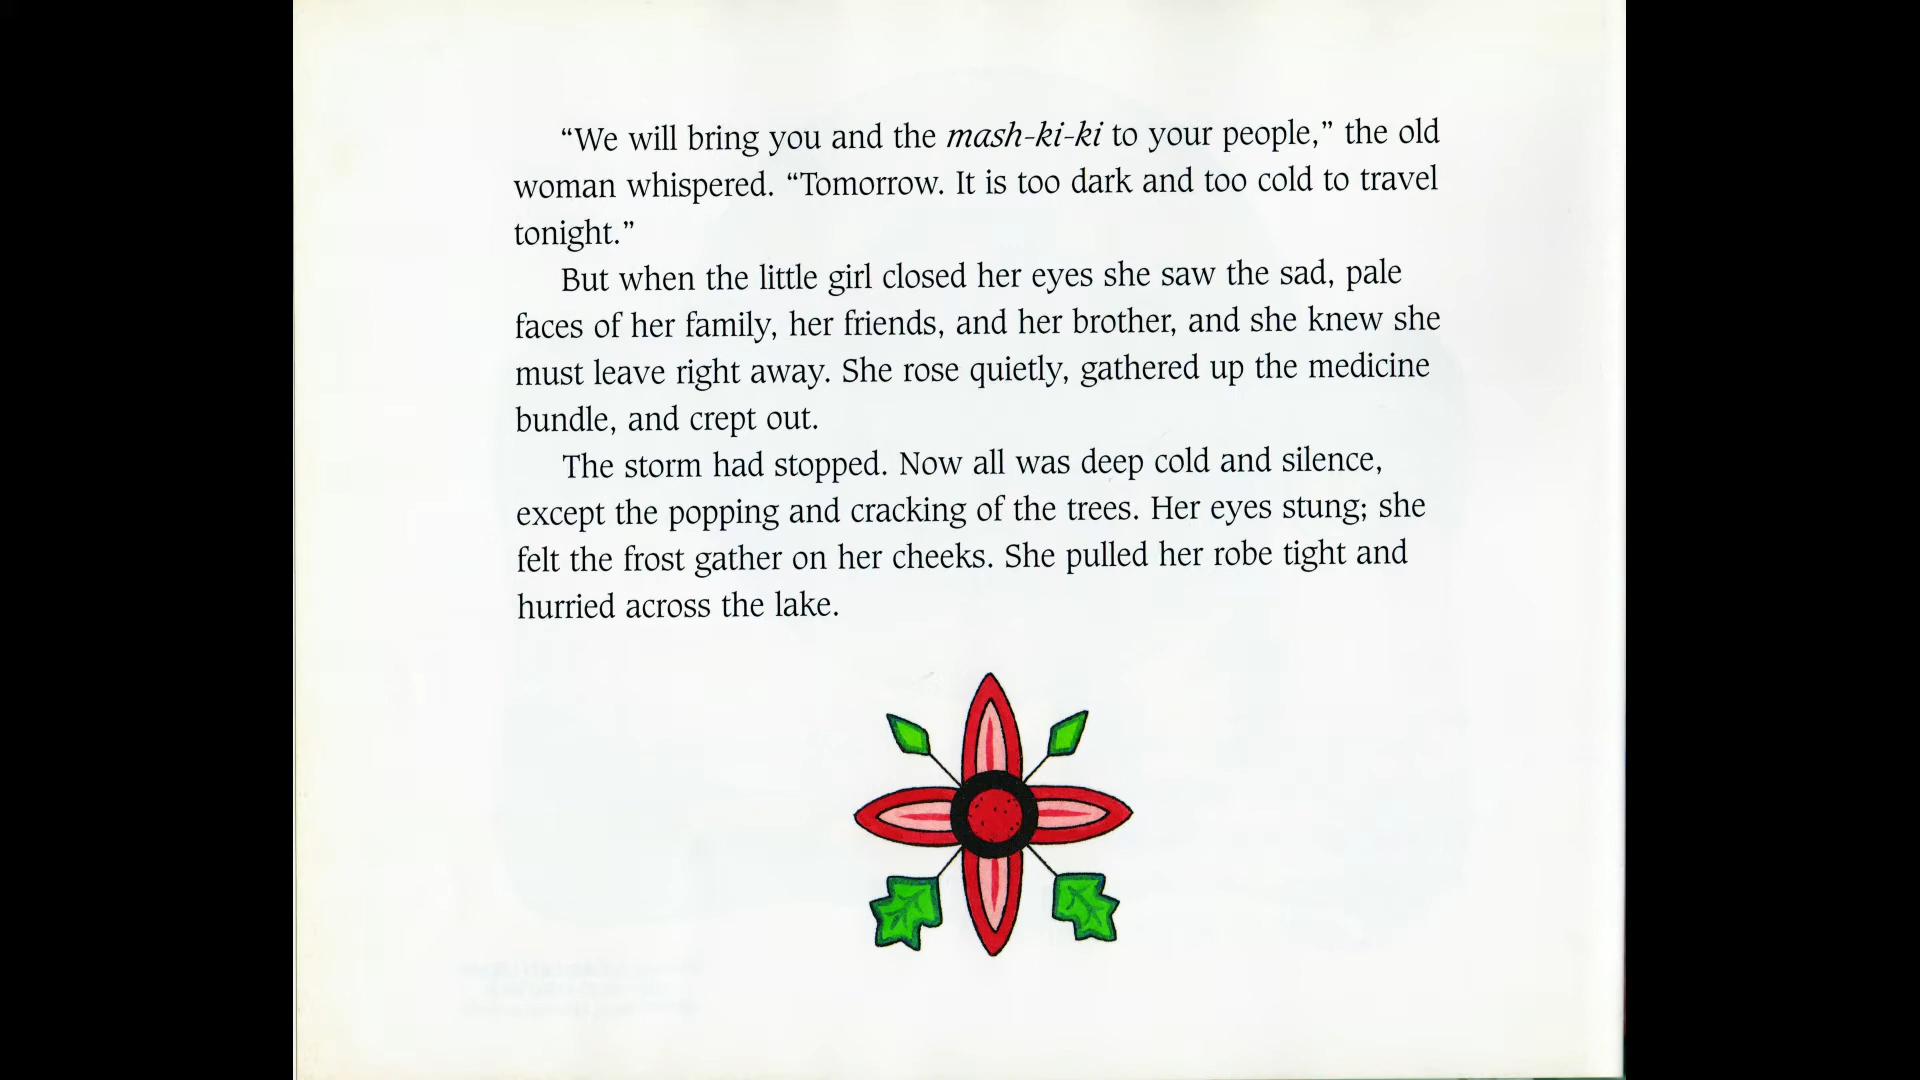 “We will bring you and the mash-ki-ki to your people,” the old
woman whispered. “Tomorrow. It is too dark and too cold to travel
tonight.”
But when the little girl closed her eyes she saw the sad, pale
faces of her family, her friends, and her brother, and she knew she
must leave right away. She rose quietly, gathered up the medicine
bundle, and crept out.
The storm had stopped. Now all was deep cold and silence,
except the popping and cracking of the trees. Her eyes stung; she
felt the frost gather on her cheeks. She pulled her robe tight and
hurried across the lake.